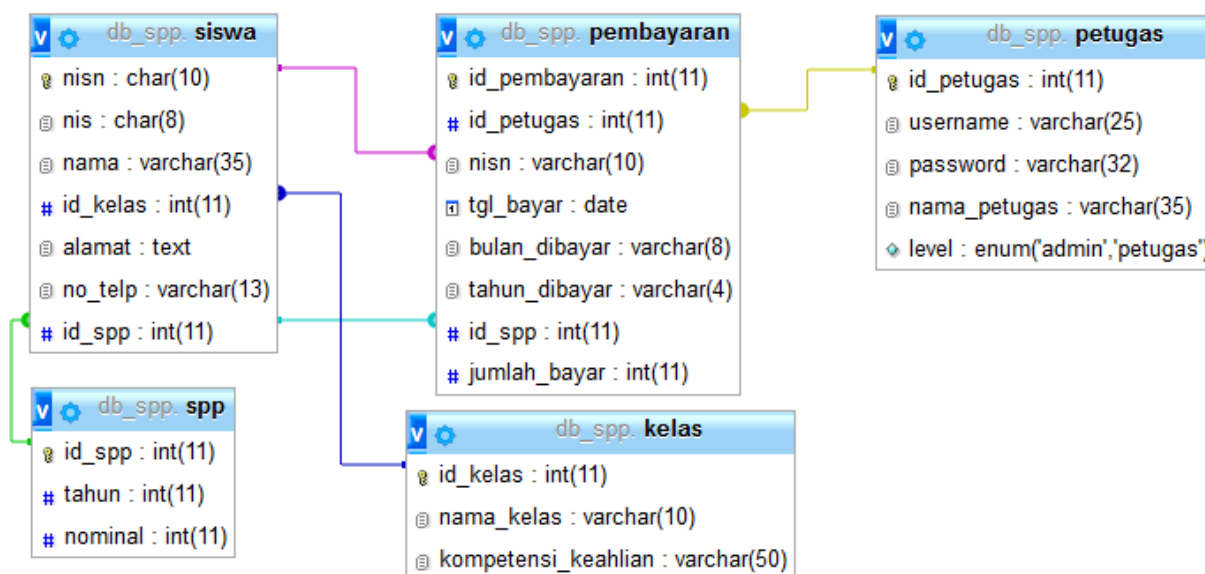 db_spp. siswa
nisn : char(10)
nis : char(8)
nama : varchar(35)
# id_kelas : int(11)
alamat : text
no_telp : varchar(13)
# id_spp : int(11)
db_spp. pembayaran
id_pembayaran : int(11)
# id_petugas : int(11)
nisn : varchar(10)
tgl_bayar : date
bulan_dibayar : varchar(8)
tahun_dibayar : varchar(4)
# id_spp : int(11)
# jumlah_bayar : int(11)
db_spp. petugas
id_petugas : int(11)
username : varchar(25)
password : varchar(32)
nama_petugas : varchar(35)
level : enum('admin','petugas')
db_spp. spp
id_spp : int(11)
# tahun : int(11)
# nominal : int(11)
db_spp. kelas
id_kelas : int(11)
nama_kelas : varchar(10)
kompetensi_keahlian : varchar(50)